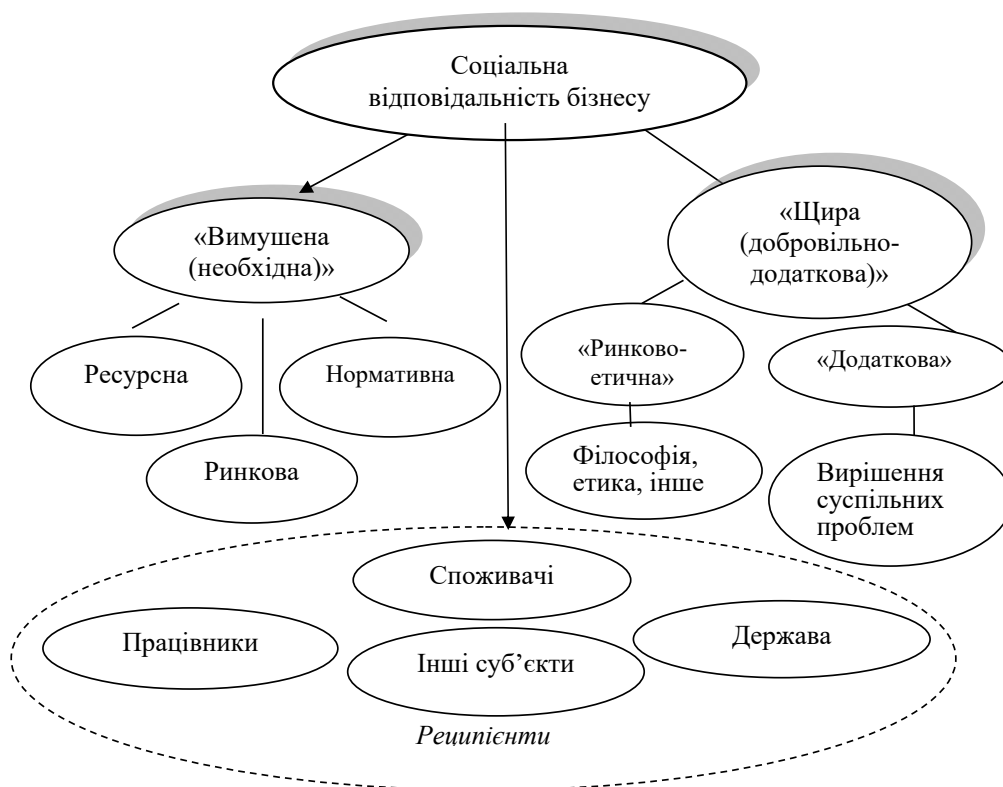 Соціальна
відповідальність бізнесу
«Вимушена
(необхідна)»
«Щира
(добровільно-
додаткова)»
Ресурсна
Нормативна
Ринкова
«Ринково-
етична»
«Додаткова»
Філософія,
етика, інше
Вирішення
суспільних
проблем
Споживачі
Працівники
Інші суб’єкти
Держава
Реципієнти